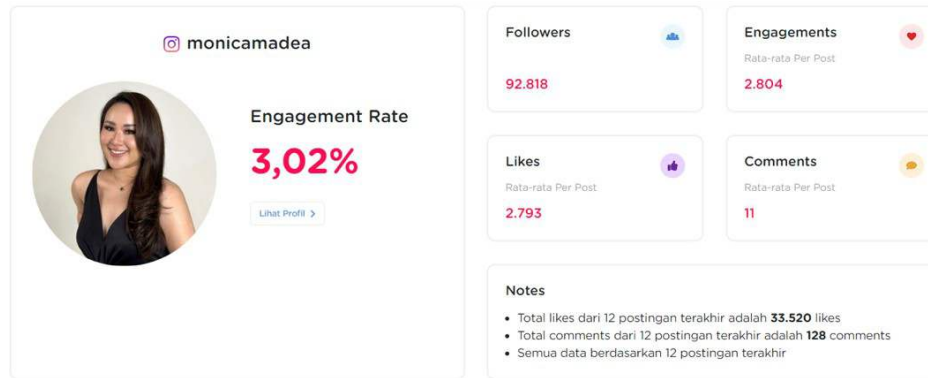 monicamadea
Engagement Rate
3,02%
Lihat Profil
Followers
92.818
Engagements
Rata-rata Per Post
2.804
Likes
Rata-rata Per Post
2.793
Comments
Rata-rata Per Post
11
Notes
• Total likes dari 12 postingan terakhir adalah 33.520 likes
• Total comments dari 12 postingan terakhir adalah 128 comments
• Semua data berdasarkan 12 postingan terakhir